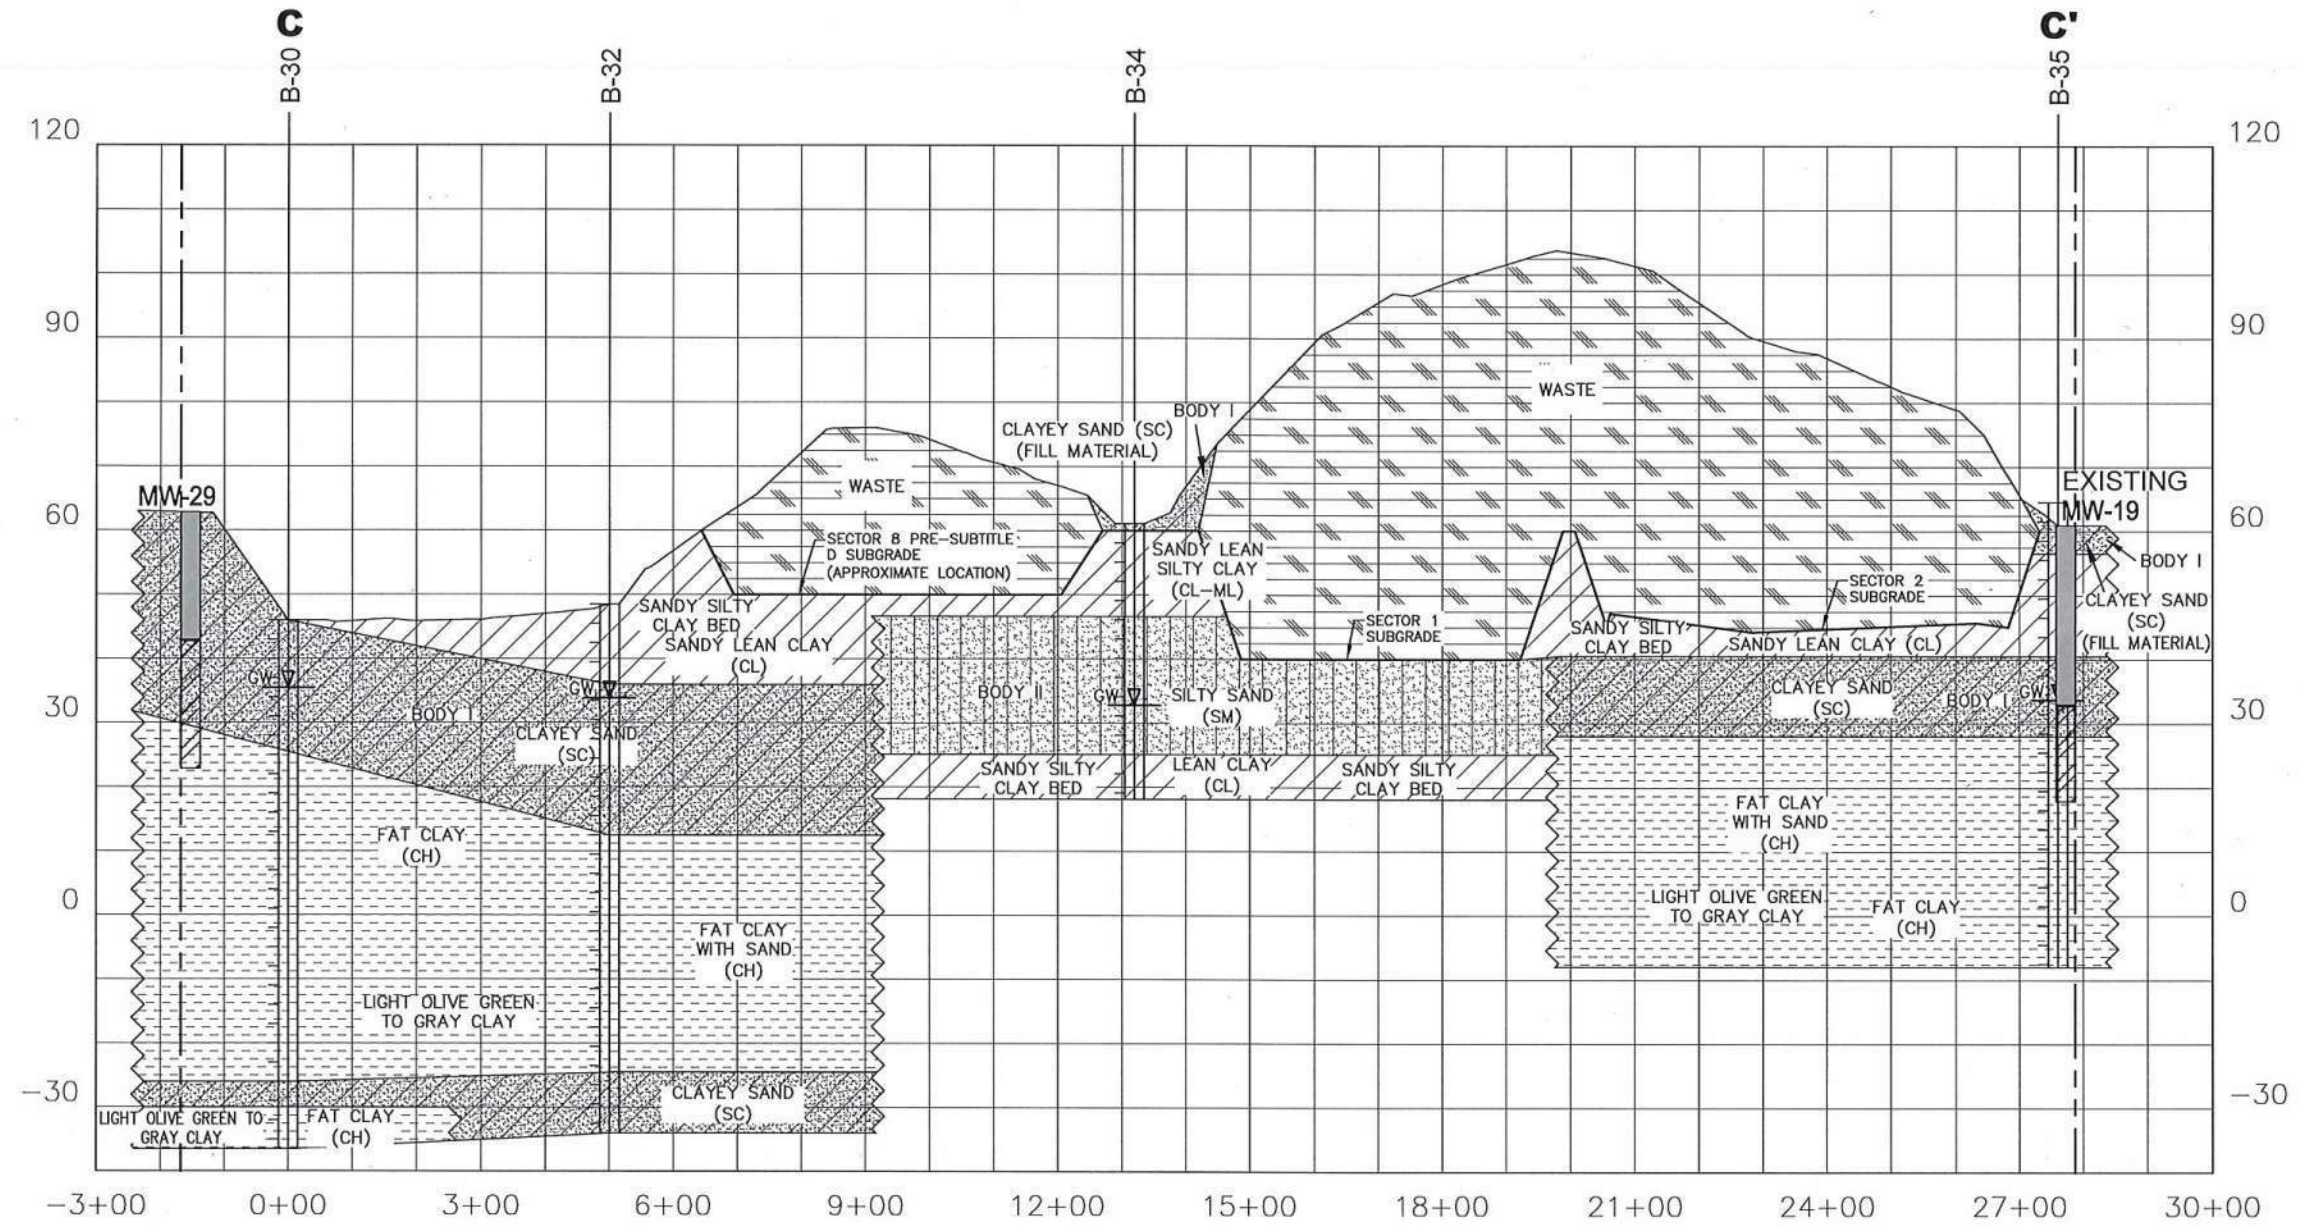 C
C'
B-30
B-32
B-34
B-35
120
120
90
90
60
60
30
30
0
0
-30
-30
MW-29
EXISTING
MW-19
BODY I
CLAYEY SAND (SC)
(FILL MATERIAL)
WASTE
WASTE
SECTOR 8 PRE-SUBTITLE
D SUBGRADE
(APPROXIMATE LOCATION)
SANDY LEAN
SILTY CLAY
(CL-ML)
BODY I
CLAYEY SAND
(SC)
(FILL MATERIAL)
SECTOR 2
SUBGRADE
SECTOR 1
SUBGRADE
SANDY SILTY
CLAY BED
SANDY LEAN CLAY
(CL)
SANDY SILTY
CLAY BED
SANDY LEAN CLAY (CL)
GW
GW
GW
GW
BODY I
CLAYEY SAND
(SC)
BODY II
SILTY SAND
(SM)
CLAYEY SAND
(SC)
BODY I
SANDY SILTY
CLAY BED
LEAN CLAY
(CL)
SANDY SILTY
CLAY BED
FAT CLAY
(CH)
FAT CLAY
WITH SAND
(CH)
LIGHT OLIVE GREEN
TO GRAY CLAY
FAT CLAY
WITH SAND
(CH)
LIGHT OLIVE GREEN
TO GRAY CLAY
FAT CLAY
(CH)
CLAYEY SAND
(SC)
LIGHT OLIVE GREEN TO
GRAY CLAY
FAT CLAY
(CH)
-3+00
0+00
3+00
6+00
9+00
12+00
15+00
18+00
21+00
24+00
27+00
30+00